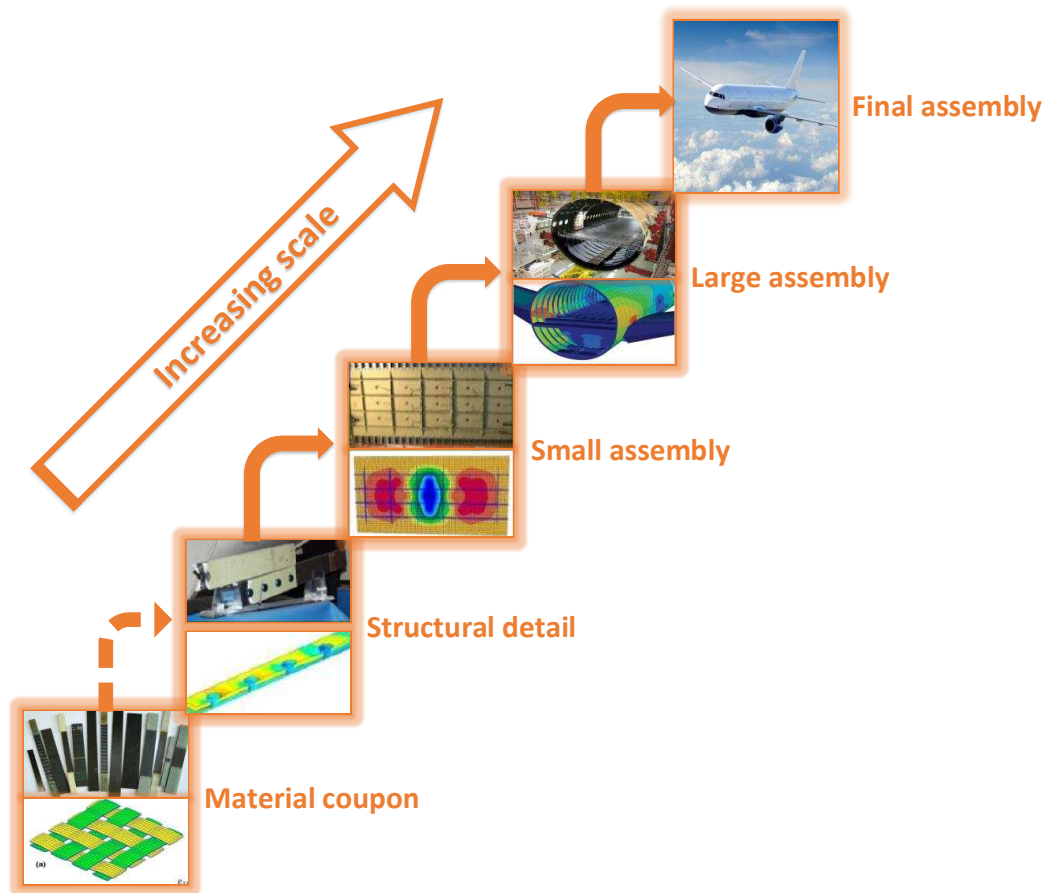 Final assembly
Increasing scale
Large assembly
Small assembly
Structural detail
Material coupon
(a)